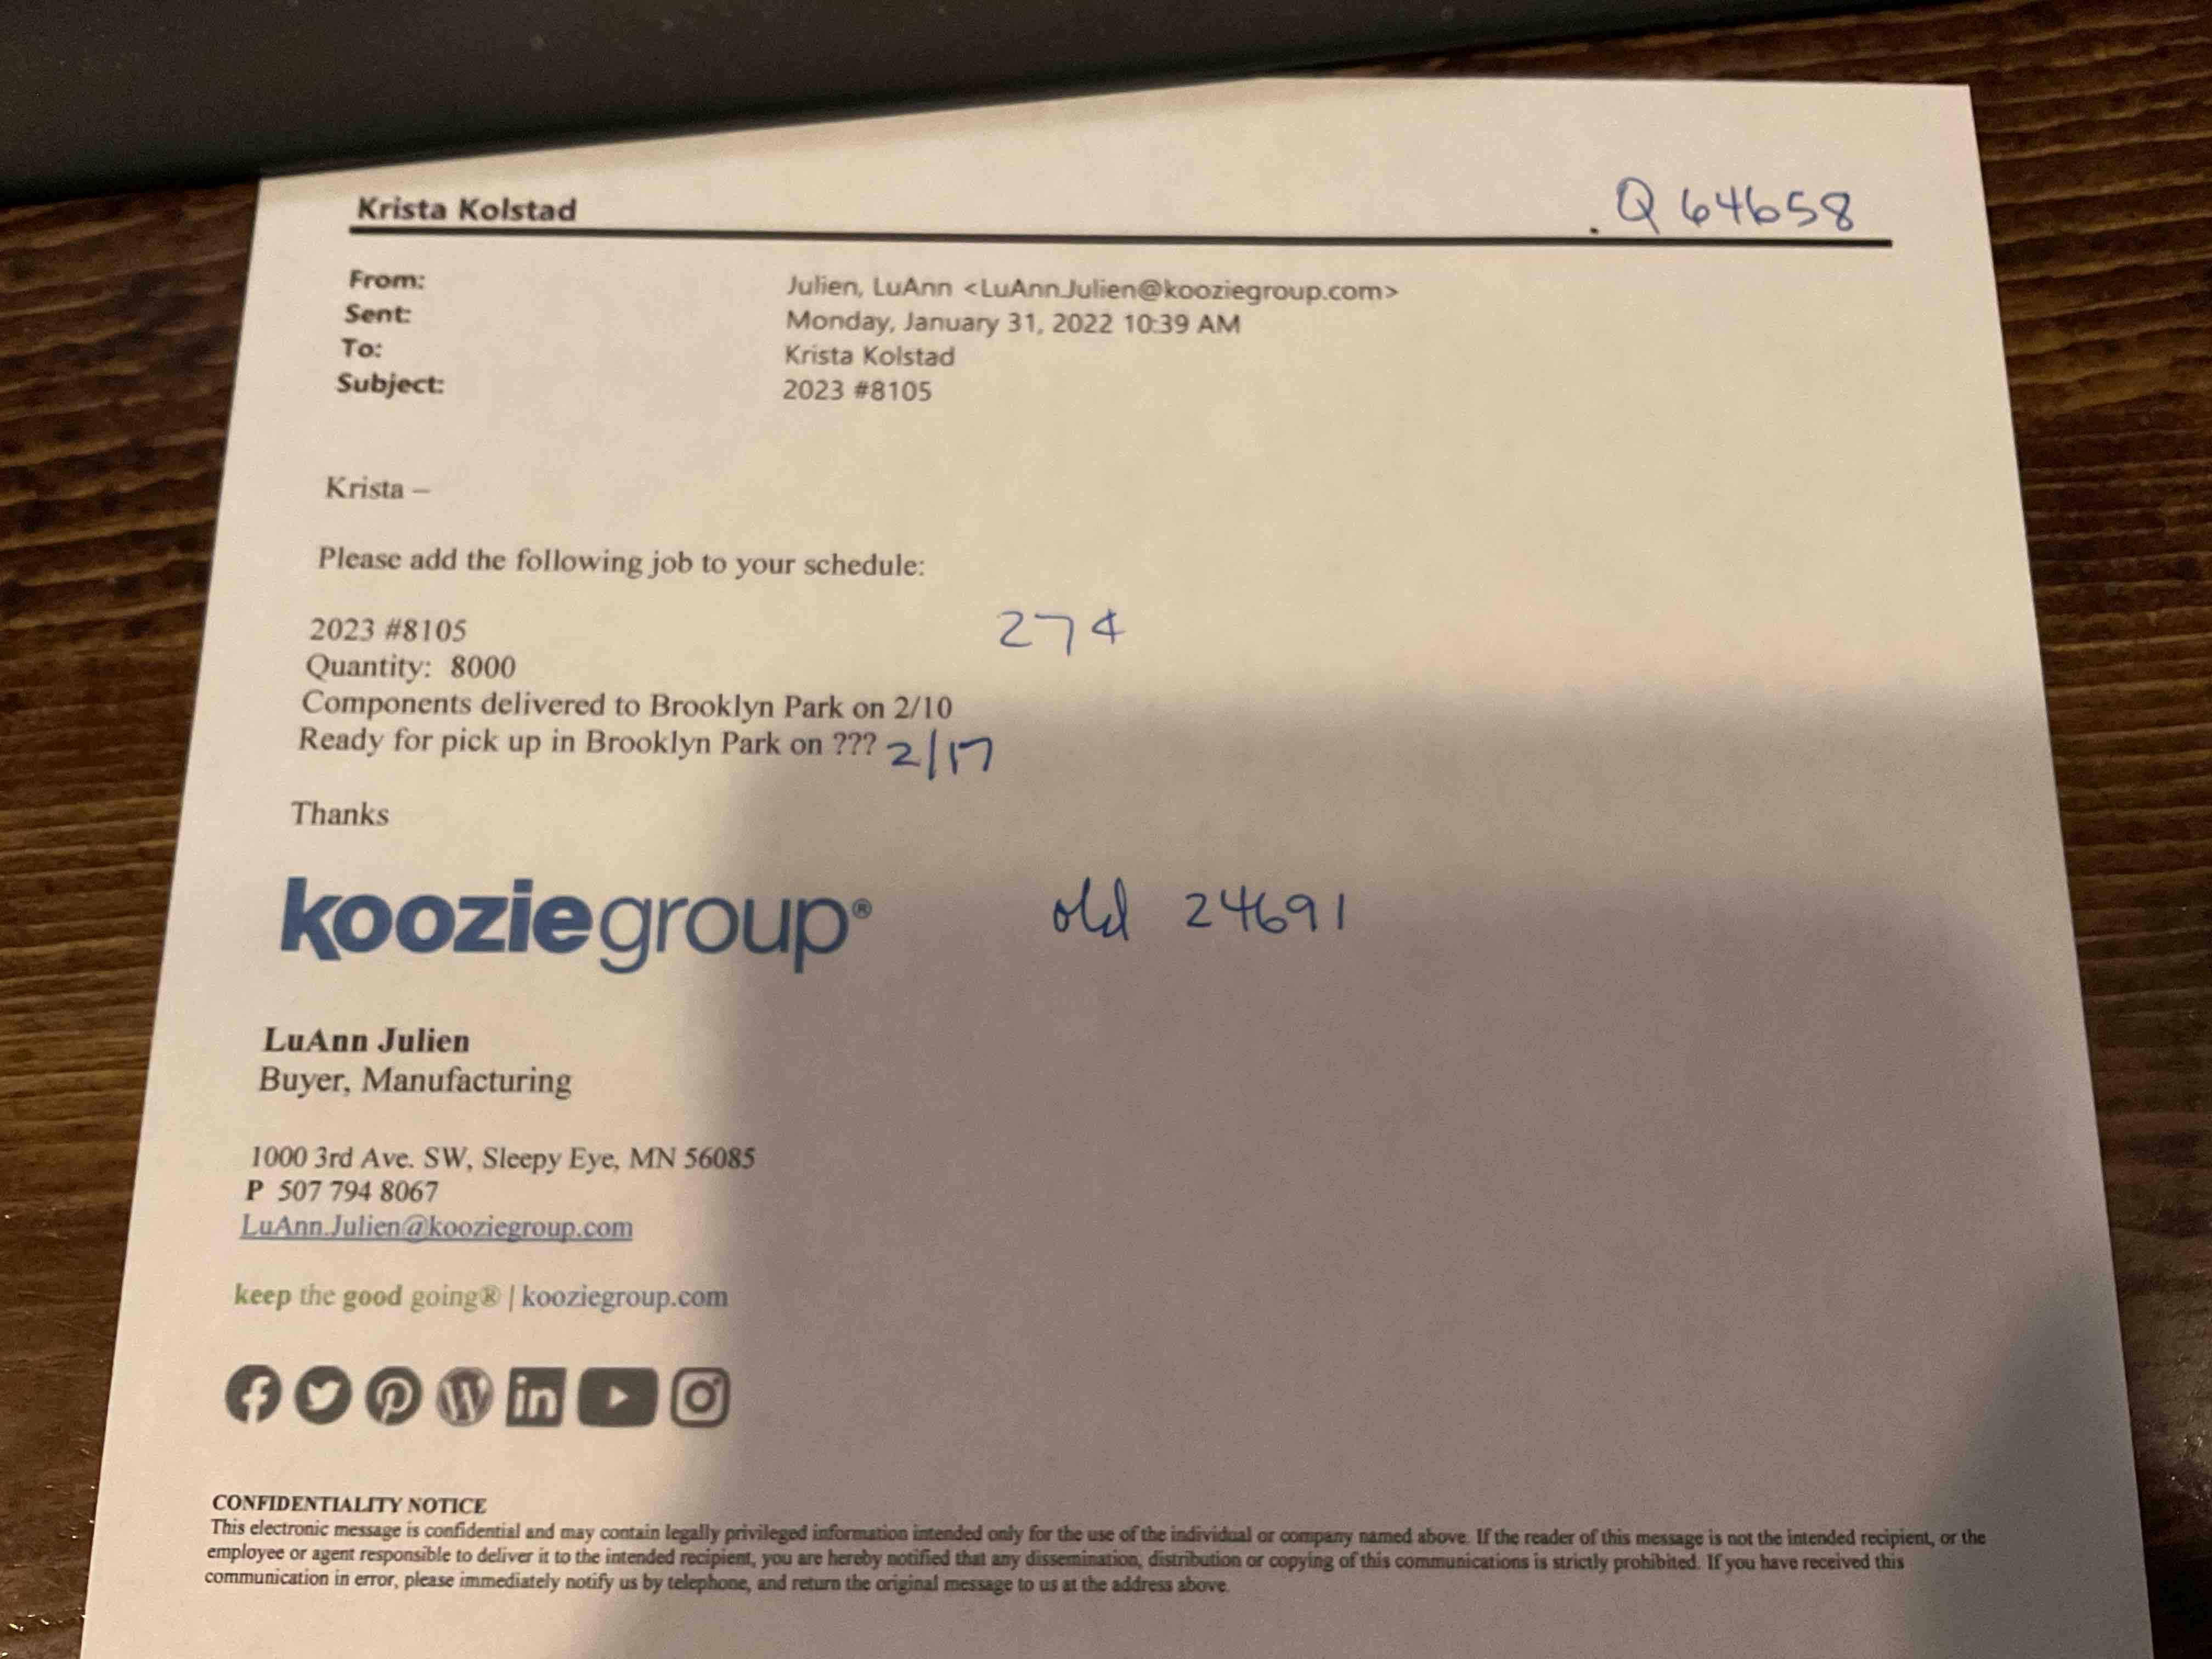 Krista Kolstad
. Q 64658
From: Julien, LuAnn <LuAnn.Julien@kooziegroup.com>
Sent: Monday, January 31, 2022 10:39 AM
To: Krista Kolstad
Subject: 2023 #8105
Krista –
Please add the following job to your schedule:
2023 #8105 27¢
Quantity: 8000
Components delivered to Brooklyn Park on 2/10
Ready for pick up in Brooklyn Park on ??? 2/17
Thanks
kooziegroup®
old 24691
LuAnn Julien
Buyer, Manufacturing
1000 3rd Ave. SW, Sleepy Eye, MN 56085
P 507 794 8067
LuAnn.Julien@kooziegroup.com
keep the good going® | kooziegroup.com
CONFIDENTIALITY NOTICE
This electronic message is confidential and may contain legally privileged information intended only for the use of the individual or company named above. If the reader of this message is not the intended recipient, or the
employee or agent responsible to deliver it to the intended recipient, you are hereby notified that any dissemination, distribution or copying of this communications is strictly prohibited. If you have received this
communication in error, please immediately notify us by telephone, and return the original message to us at the address above.